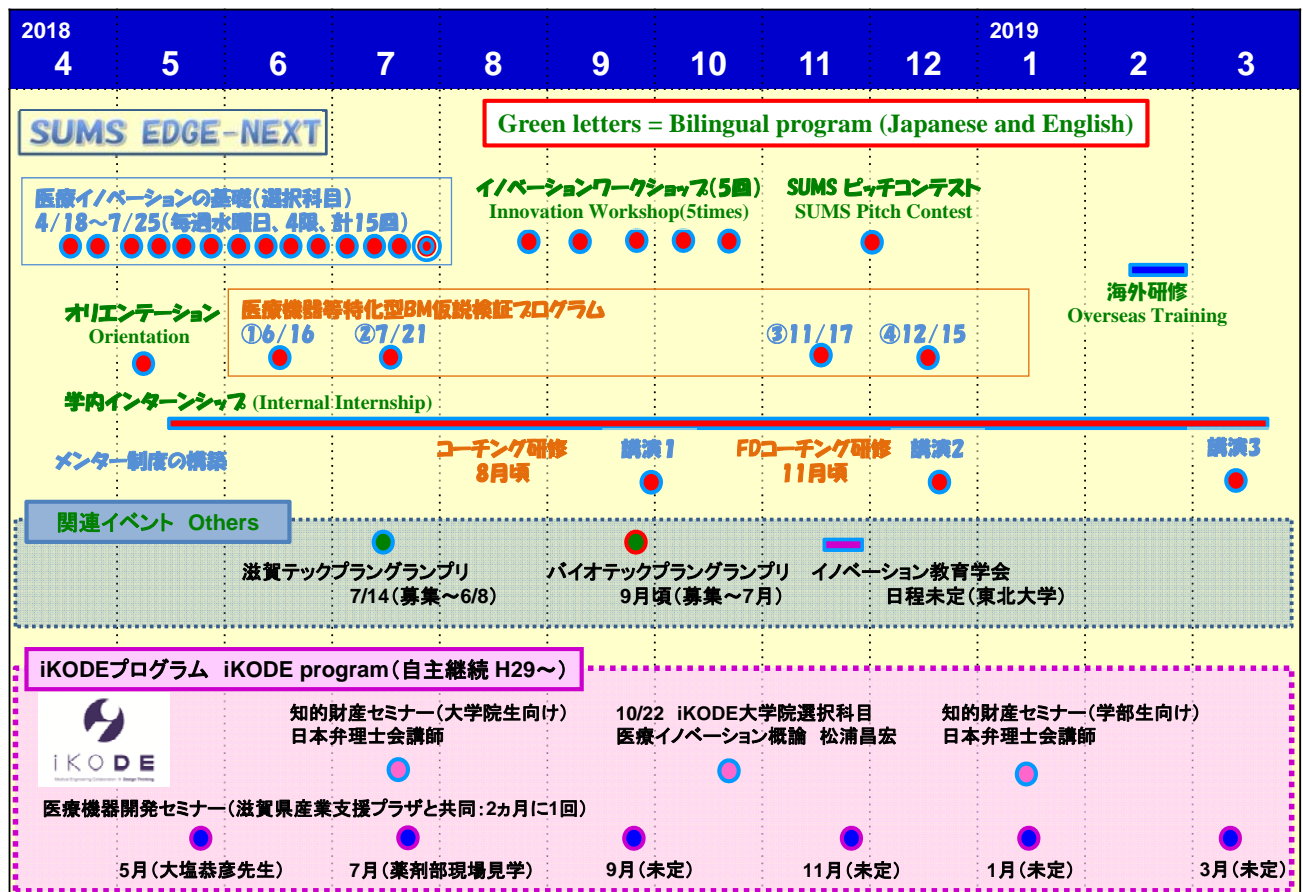 2018
2019
4 5 6 7 8 9 10 11 12 1 2 3
SUMS EDGE-NEXT
Green letters = Bilingual program (Japanese and English)
医療イノベーションの基礎(選択科目)
4/18～7/25(毎週水曜日、4限、計15回)
イノベーションワークショップ(5回)
Innovation Workshop(5times)
SUMS ピッチコンテスト
SUMS Pitch Contest
海外研修
Overseas Training
オリエンテーション
Orientation
医療機器等特化型BM仮説検証プログラム
①6/16 ②7/21 ③11/17 ④12/15
学内インターンシップ (Internal Internship)
メンター制度の構築
コーチング研修
8月頃
講演1
FDコーチング研修
11月頃
講演2
講演3
関連イベント Others
滋賀テックプラングランプリ
7/14(募集～6/8)
バイオテックプラングランプリ
9月頃(募集～7月)
イノベーション教育学会
日程未定(東北大学)
iKODEプログラム iKODE program(自主継続 H29～)
iKODE
Medical Engineering Collaboration × Design Thinking
知的財産セミナー(大学院生向け)
日本弁理士会講師
10/22 iKODE大学院選択科目
医療イノベーション概論 松浦昌宏
知的財産セミナー(学部生向け)
日本弁理士会講師
医療機器開発セミナー(滋賀県産業支援プラザと共同:2ヵ月に1回)
5月(大塩恭彦先生)
7月(薬剤部現場見学)
9月(未定)
11月(未定)
1月(未定)
3月(未定)